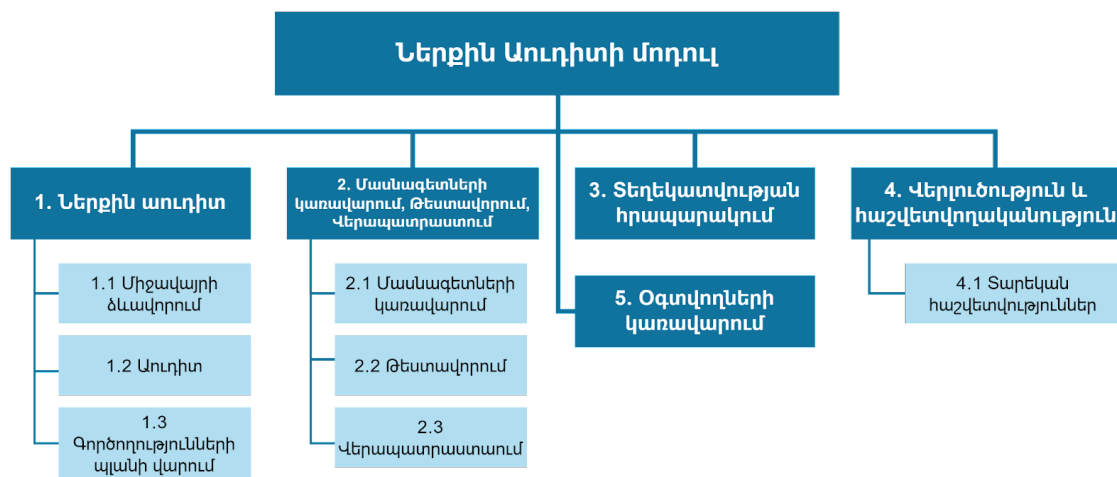 Ներքին Աուդիտի մոդուլ
1. Ներքին աուդիտ
1.1 Միջավայրի
ձևավորում
1.2 Աուդիտ
1.3
Գործողությունների
պլանի վարում
2. Մասնագետների
կառավարում, Թեստավորում,
Վերապատրաստում
2.1 Մասնագետների
կառավարում
2.2 Թեստավորում
2.3
Վերապատրաստաում
3. Տեղեկատվության
հրապարակում
5. Օգտվողների
կառավարում
4. Վերլուծություն և
հաշվետվողականություն
4.1 Տարեկան
հաշվետվություններ